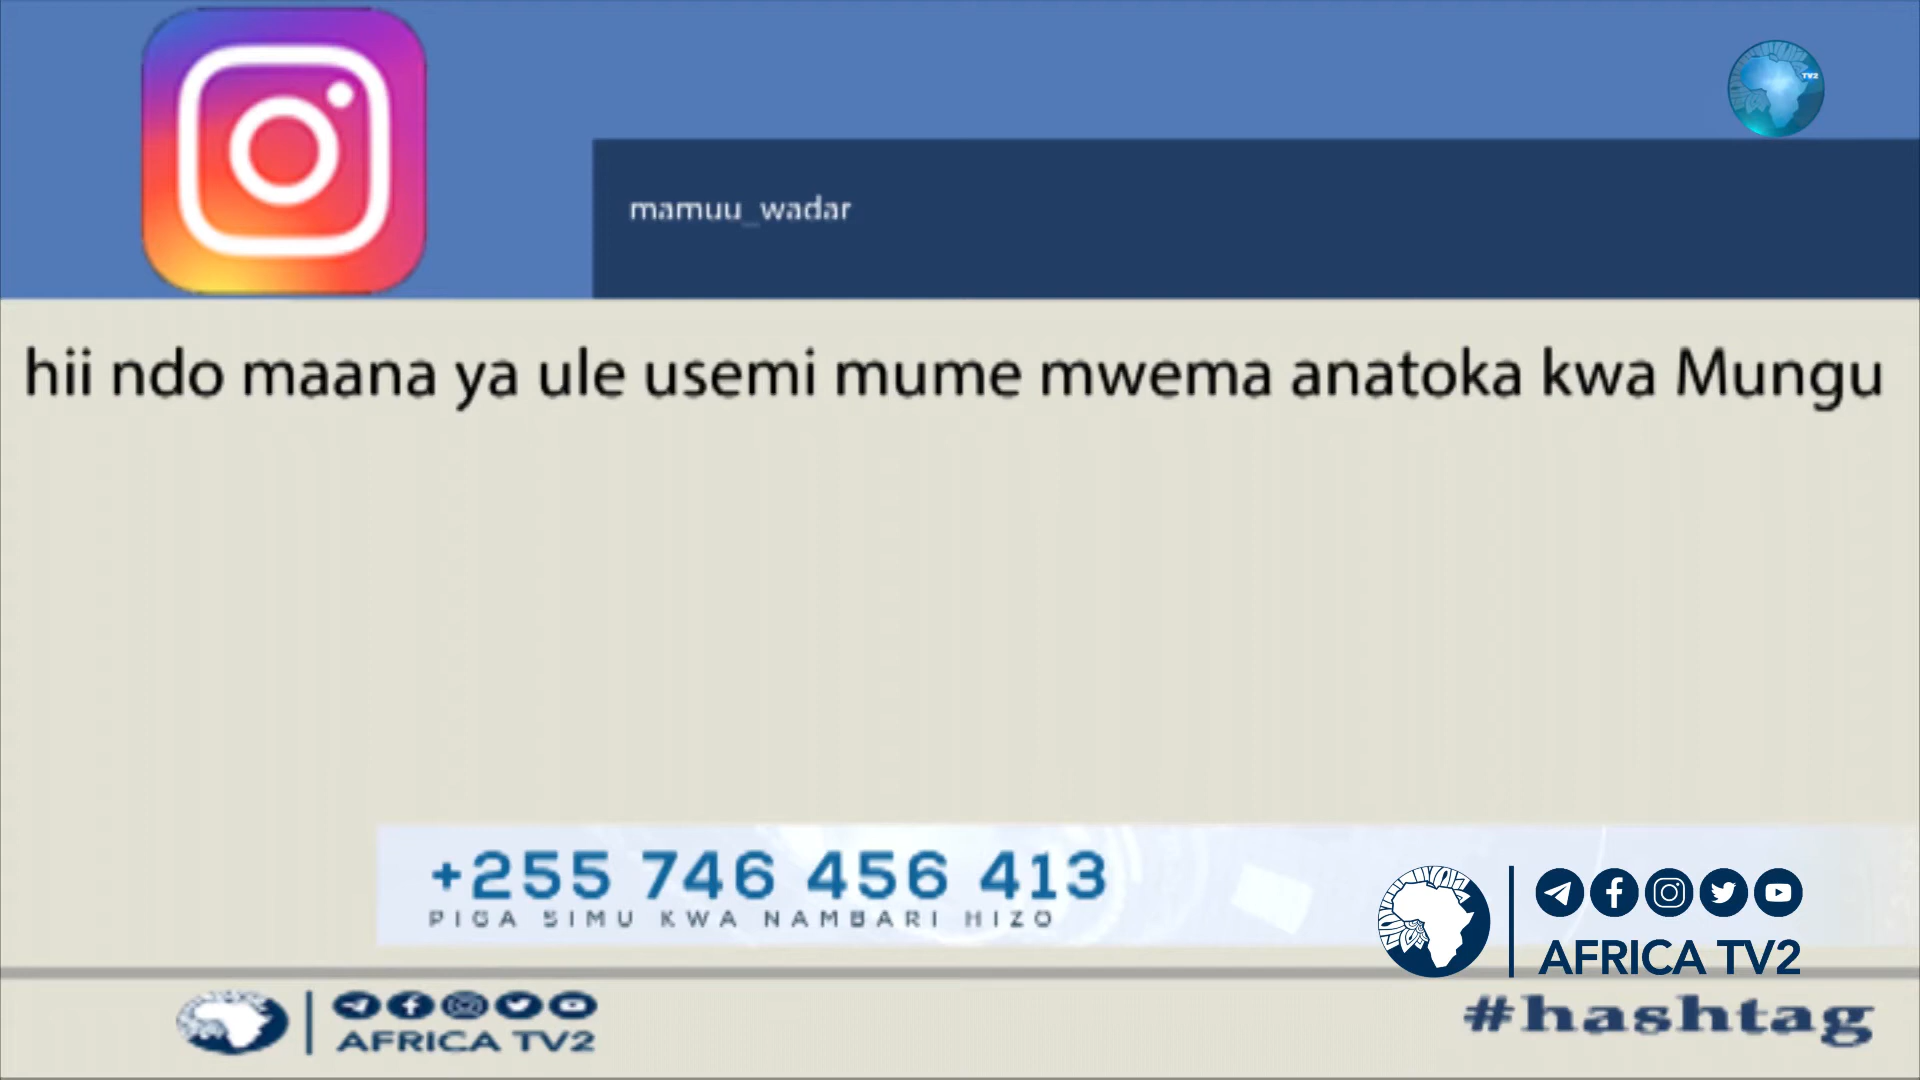 TV2
mamuu_wadar
hii ndo maana ya ule usemi mume mwema anatoka kwa Mungu
+255 746 456 413
PIGA SIMU KWA NAMBARI HIZO
AFRICA TV2
AFRICA TV2
#hashtag